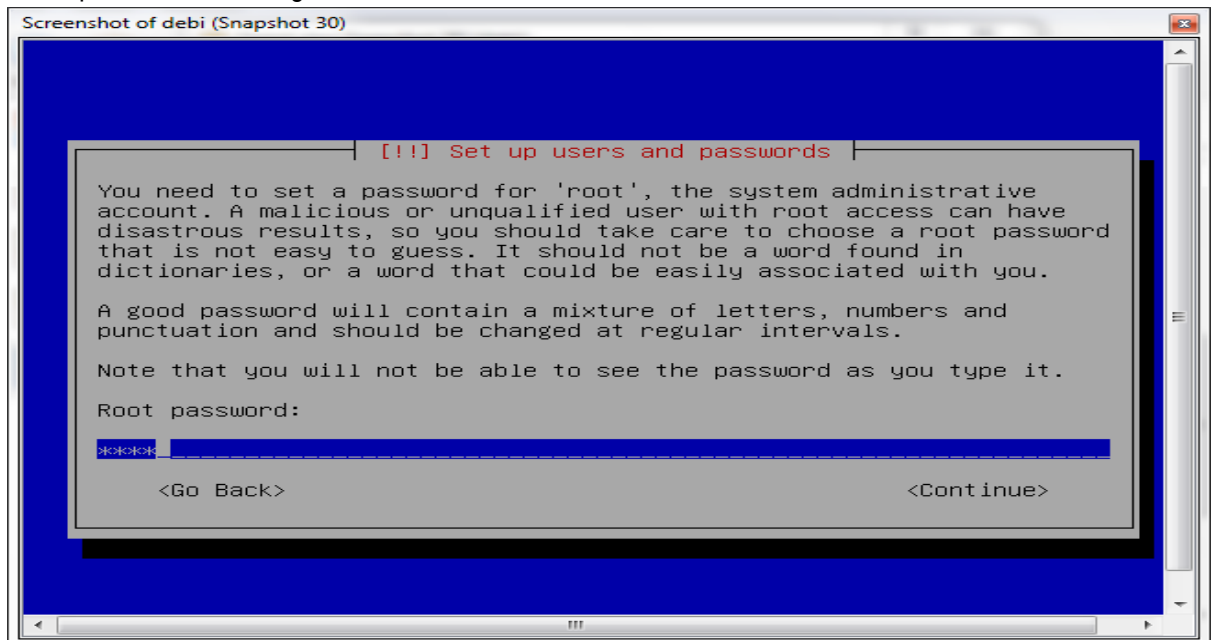 Screenshot of debi (Snapshot 30)
[!!] Set up users and passwords
You need to set a password for 'root', the system administrative
account. A malicious or unqualified user with root access can have
disastrous results, so you should take care to choose a root password
that is not easy to guess. It should not be a word found in
dictionaries, or a word that could be easily associated with you.
A good password will contain a mixture of letters, numbers and
punctuation and should be changed at regular intervals.
Note that you will not be able to see the password as you type it.
Root password:
****
<Go Back> <Continue>